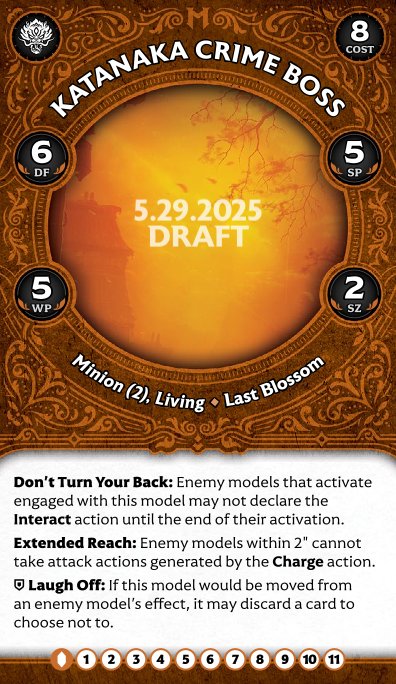 8
COST
KATANAKA CRIME BOSS
6
DF
5
SP
5.29.2025
DRAFT
5
WP
2
SZ
Minion (2), Living ◆ Last Blossom
Don't Turn Your Back: Enemy models that activate
engaged with this model may not declare the
Interact action until the end of their activation.
Extended Reach: Enemy models within 2" cannot
take attack actions generated by the Charge action.
Laugh Off: If this model would be moved from
an enemy model's effect, it may discard a card to
choose not to.
1 2 3 4 5 6 7 8 9 10 11